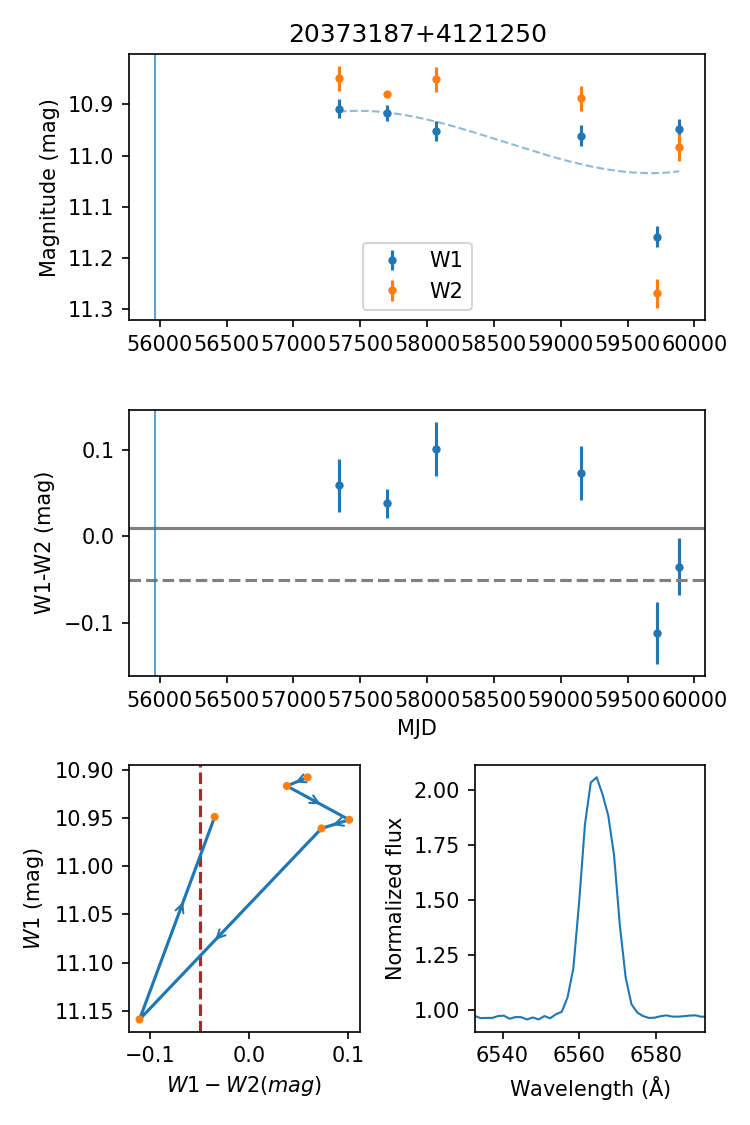 20373187+4121250
Magnitude (mag)
10.9
11.0
11.1
11.2
11.3
W1
W2
56000 56500 57000 57500 58000 58500 59000 59500 60000
W1-W2 (mag)
0.1
0.0
−0.1
56000 56500 57000 57500 58000 58500 59000 59500 60000
MJD
W1 (mag)
10.90
10.95
11.00
11.05
11.10
11.15
−0.1 0.0 0.1
W1 − W2(mag)
Normalized flux
2.00
1.75
1.50
1.25
1.00
6540 6560 6580
Wavelength (Å)